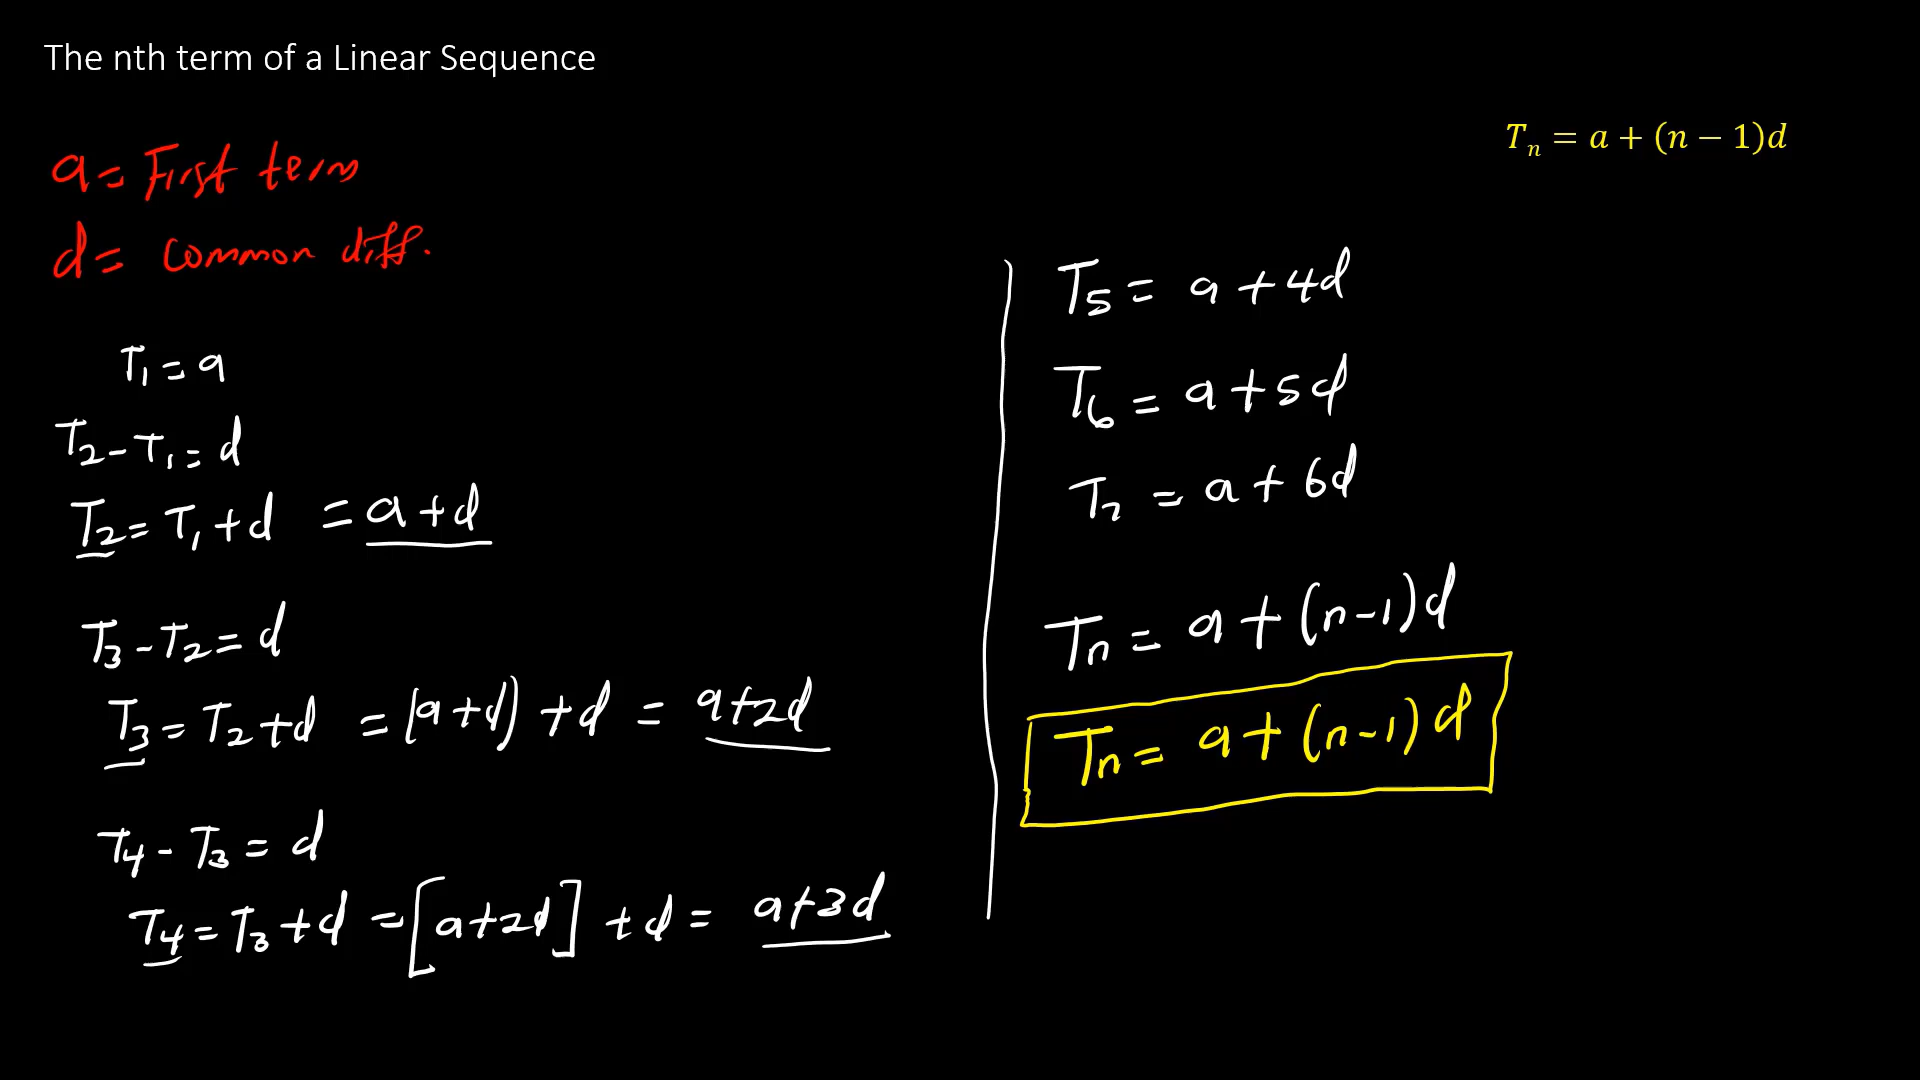 The nth term of a Linear Sequence
Tₙ = a + (n − 1)d
a = First term
d = common diff.
T₁ = a
T₂ - T₁ = d
T₂ = T₁ + d = a + d
T₃ - T₂ = d
T₃ = T₂ + d = (a + d) + d = a + 2d
T₄ - T₃ = d
T₄ = T₃ + d = [a + 2d] + d = a + 3d
T₅ = a + 4d
T₆ = a + 5d
T₇ = a + 6d
Tₙ = a + (n - 1)d
Tₙ = a + (n - 1)d